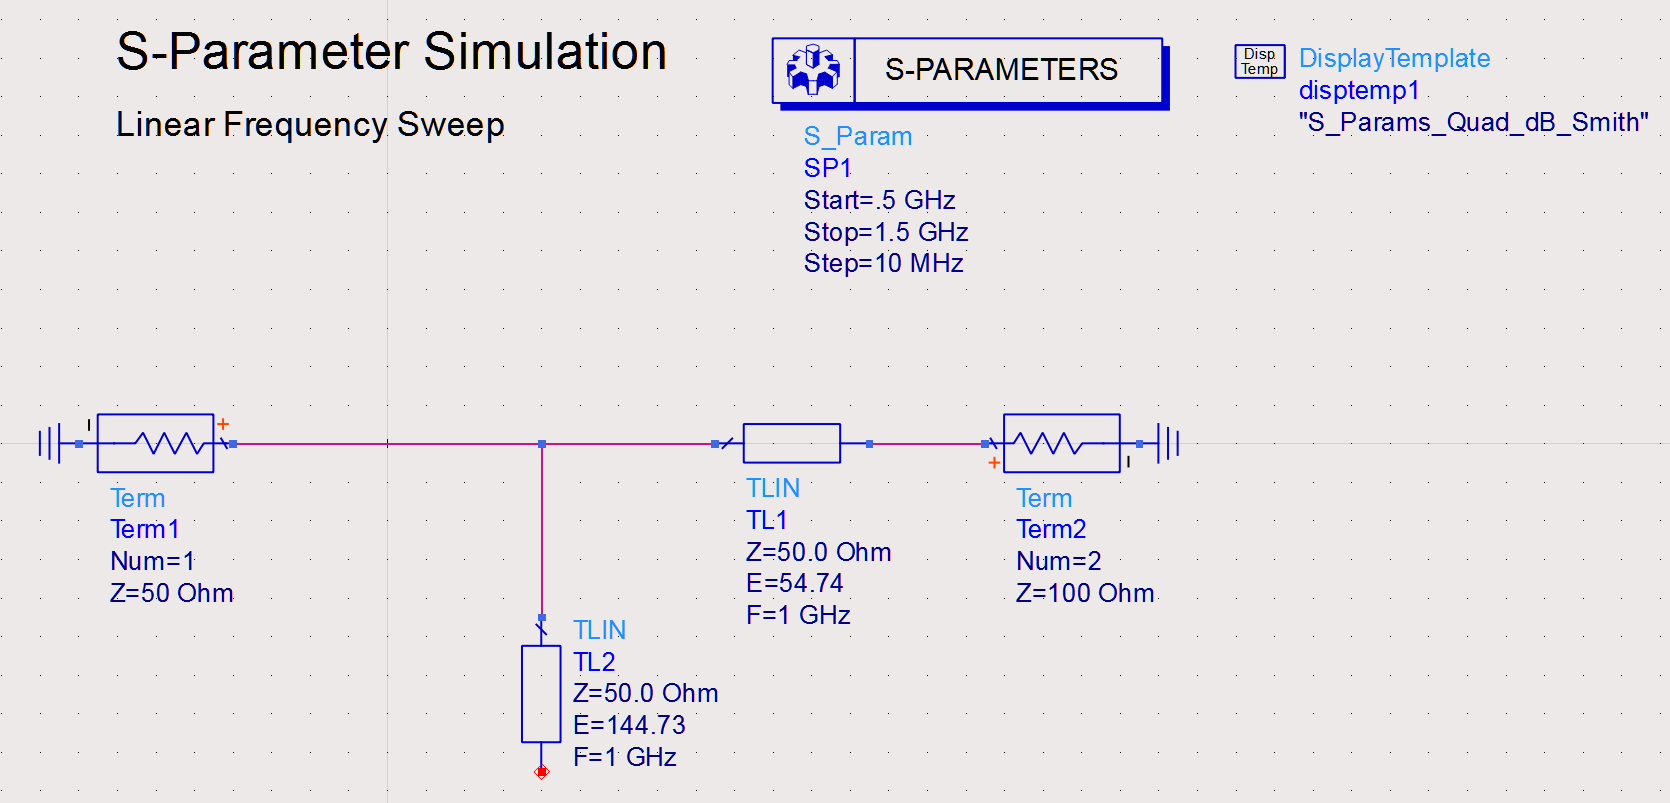 S-Parameter Simulation
Linear Frequency Sweep
S-PARAMETERS
S_Param
SP1
Start=.5 GHz
Stop=1.5 GHz
Step=10 MHz
Disp
Temp
DisplayTemplate
disptemp1
"S_Params_Quad_dB_Smith"
Term
Term1
Num=1
Z=50 Ohm
TLIN
TL2
Z=50.0 Ohm
E=144.73
F=1 GHz
TLIN
TL1
Z=50.0 Ohm
E=54.74
F=1 GHz
Term
Term2
Num=2
Z=100 Ohm